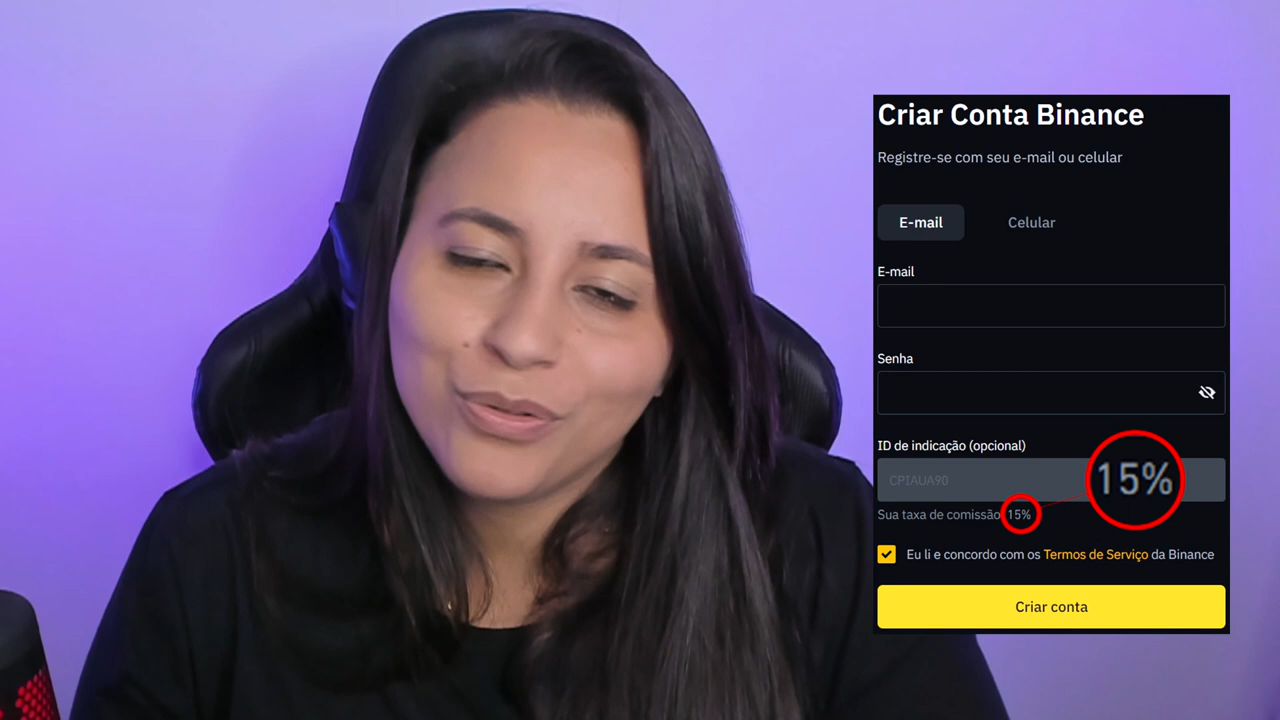 Criar Conta Binance
Registre-se com seu e-mail ou celular
E-mail Celular
E-mail
Senha
ID de indicação (opcional)
CPIAUA90
15%
Sua taxa de comissão 15%
Eu li e concordo com os Termos de Serviço da Binance
Criar conta